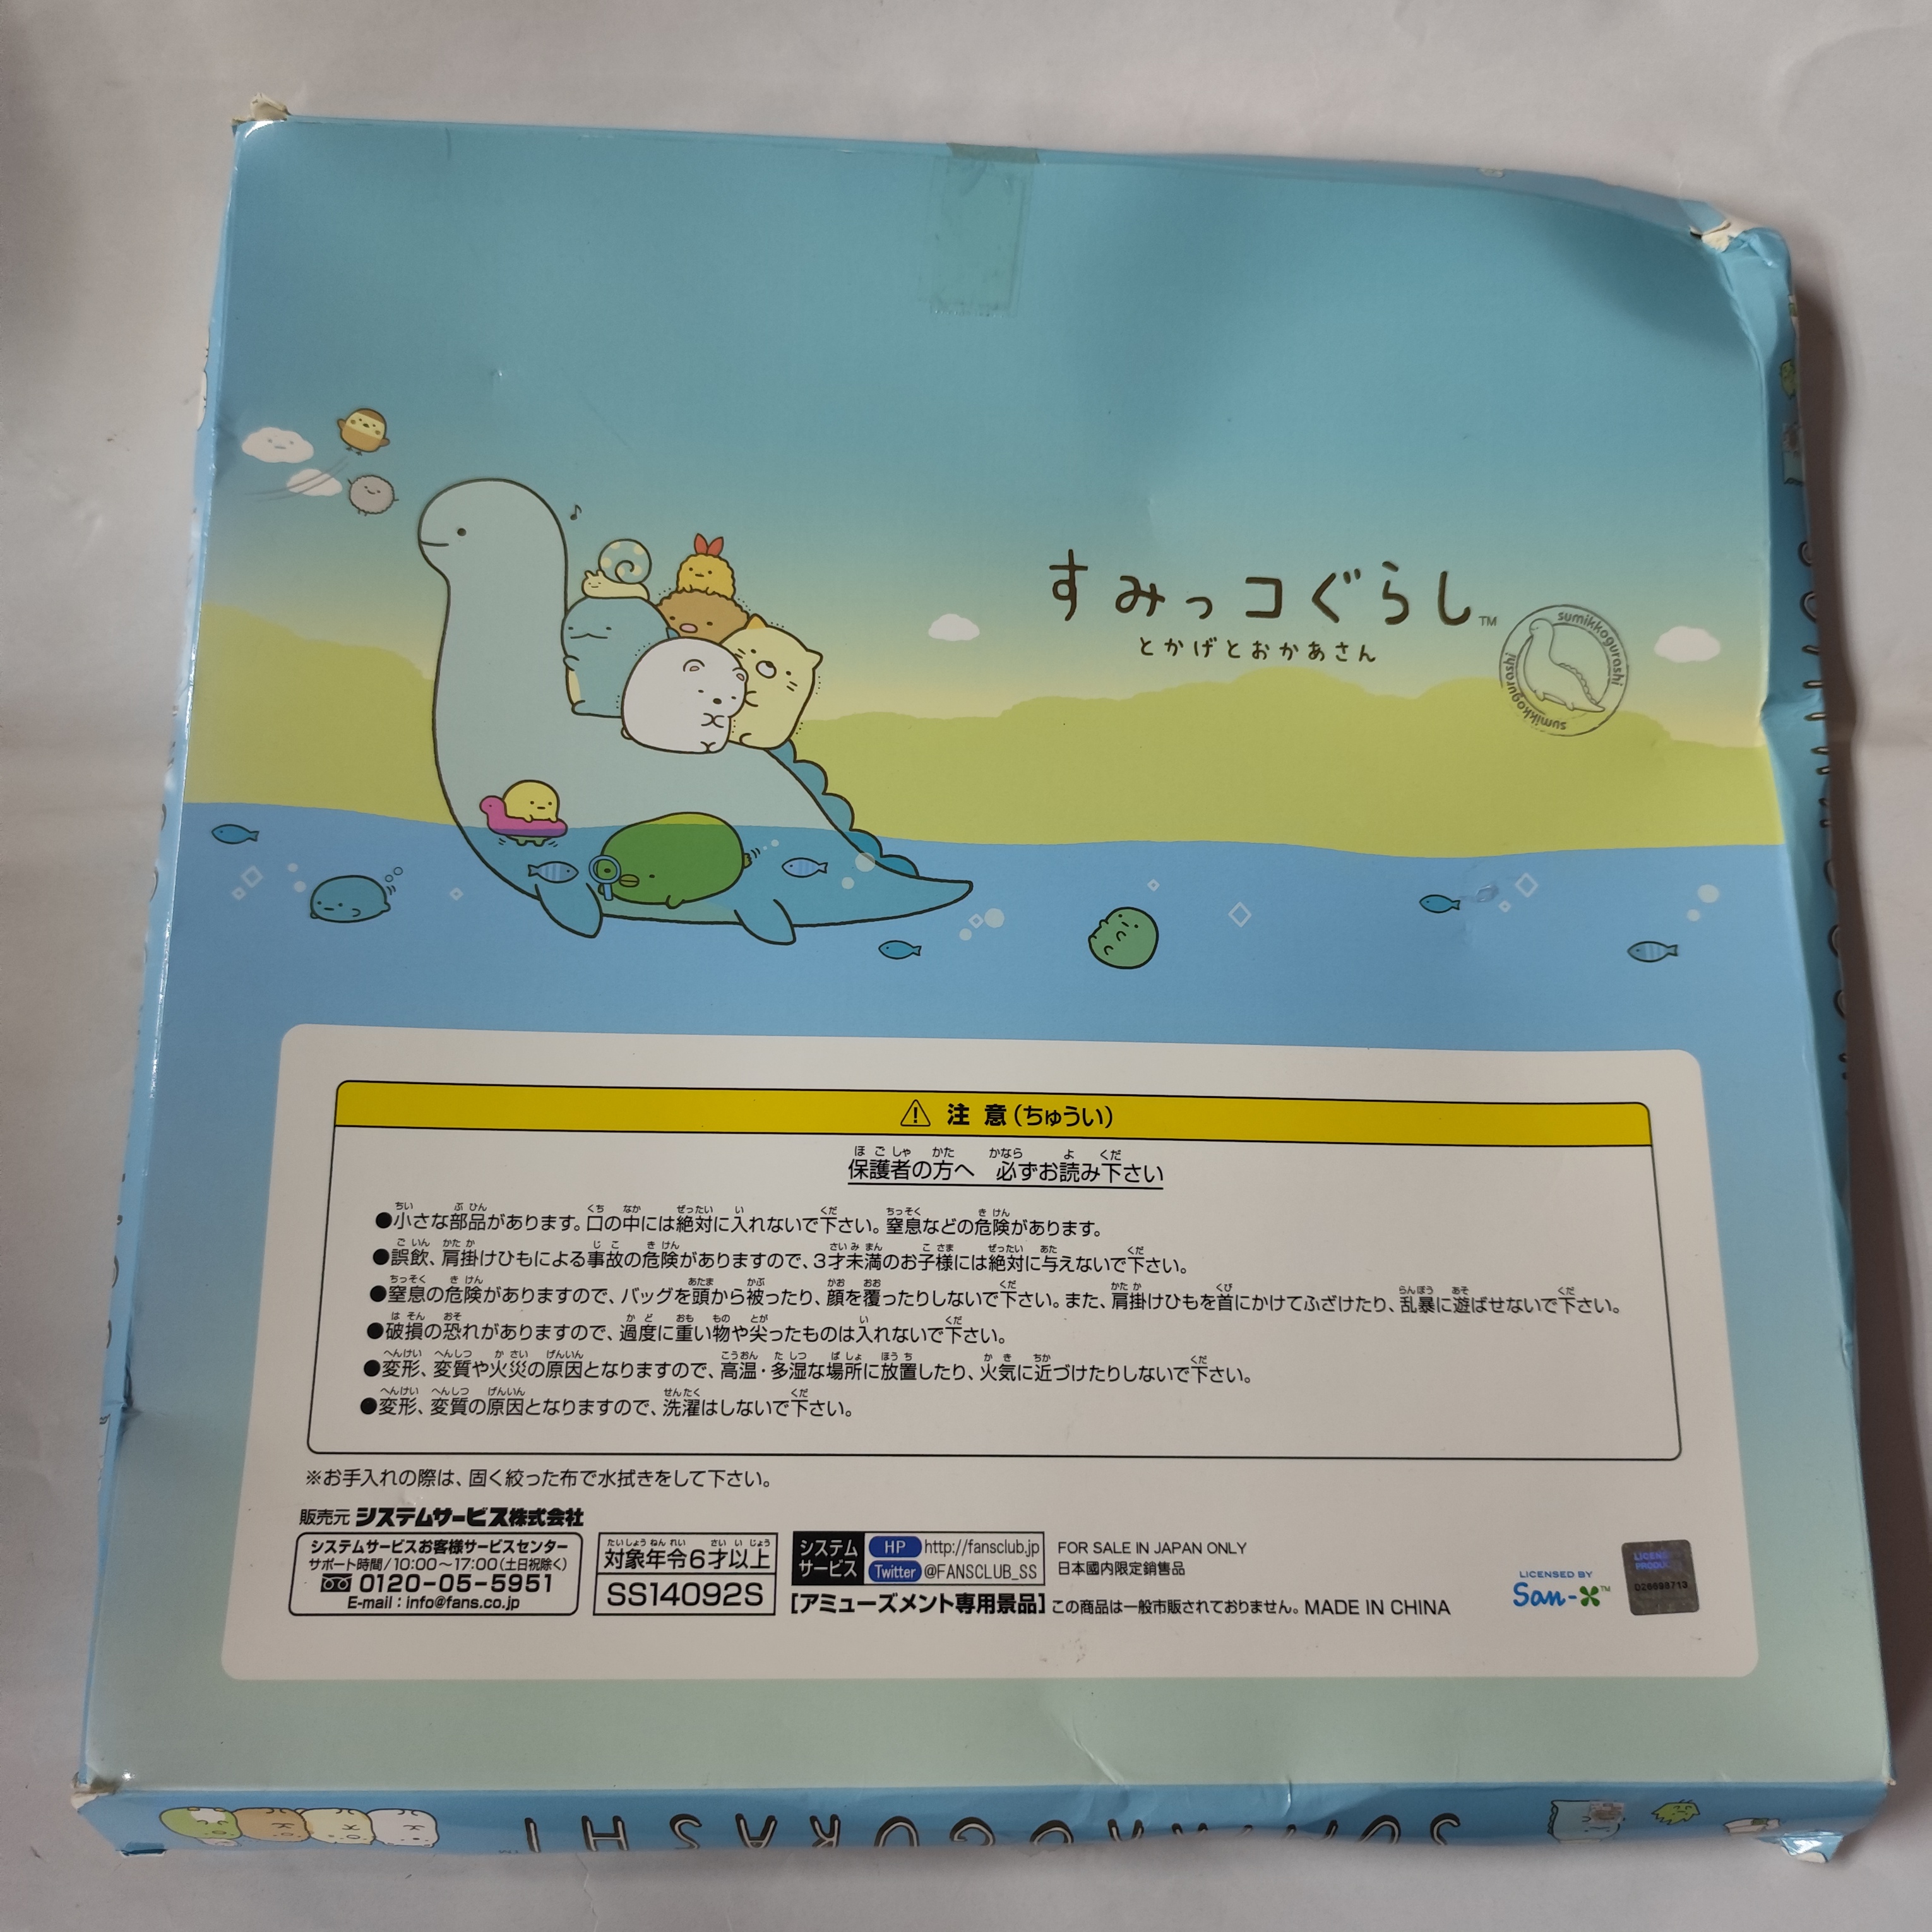 すみっコぐらし™
とかげとおかあさん
sumikkogurashi
sumikkogurashi
⚠ 注意(ちゅうい)
保護者の方へ 必ずお読み下さい
●小さな部品があります。口の中には絶対に入れないで下さい。窒息などの危険があります。
●誤飲、肩掛けひもによる事故の危険がありますので、3才未満のお子様には絶対に与えないで下さい。
●窒息の危険がありますので、バッグを頭から被ったり、顔を覆ったりしないで下さい。また、肩掛けひもを首にかけてふざけたり、乱暴に遊ばせないで下さい。
●破損の恐れがありますので、過度に重い物や尖ったものは入れないで下さい。
●変形、変質や火災の原因となりますので、高温・多湿な場所に放置したり、火気に近づけたりしないで下さい。
●変形、変質の原因となりますので、洗濯はしないで下さい。
※お手入れの際は、固く絞った布で水拭きをして下さい。
販売元 システムサービス株式会社
システムサービスお客様サービスセンター
サポート時間/10:00~17:00(土日祝除く)
0120-05-5951
E-mail:info@fans.co.jp
対象年令6才以上
SS14092S
システムサービス
HP http://fansclub.jp
Twitter @FANSCLUB_SS
FOR SALE IN JAPAN ONLY
日本國内限定銷售品
[アミューズメント専用景品] この商品は一般市販されておりません。MADE IN CHINA
LICENSED BY
San-X™
SUMIKKOGURASHI™